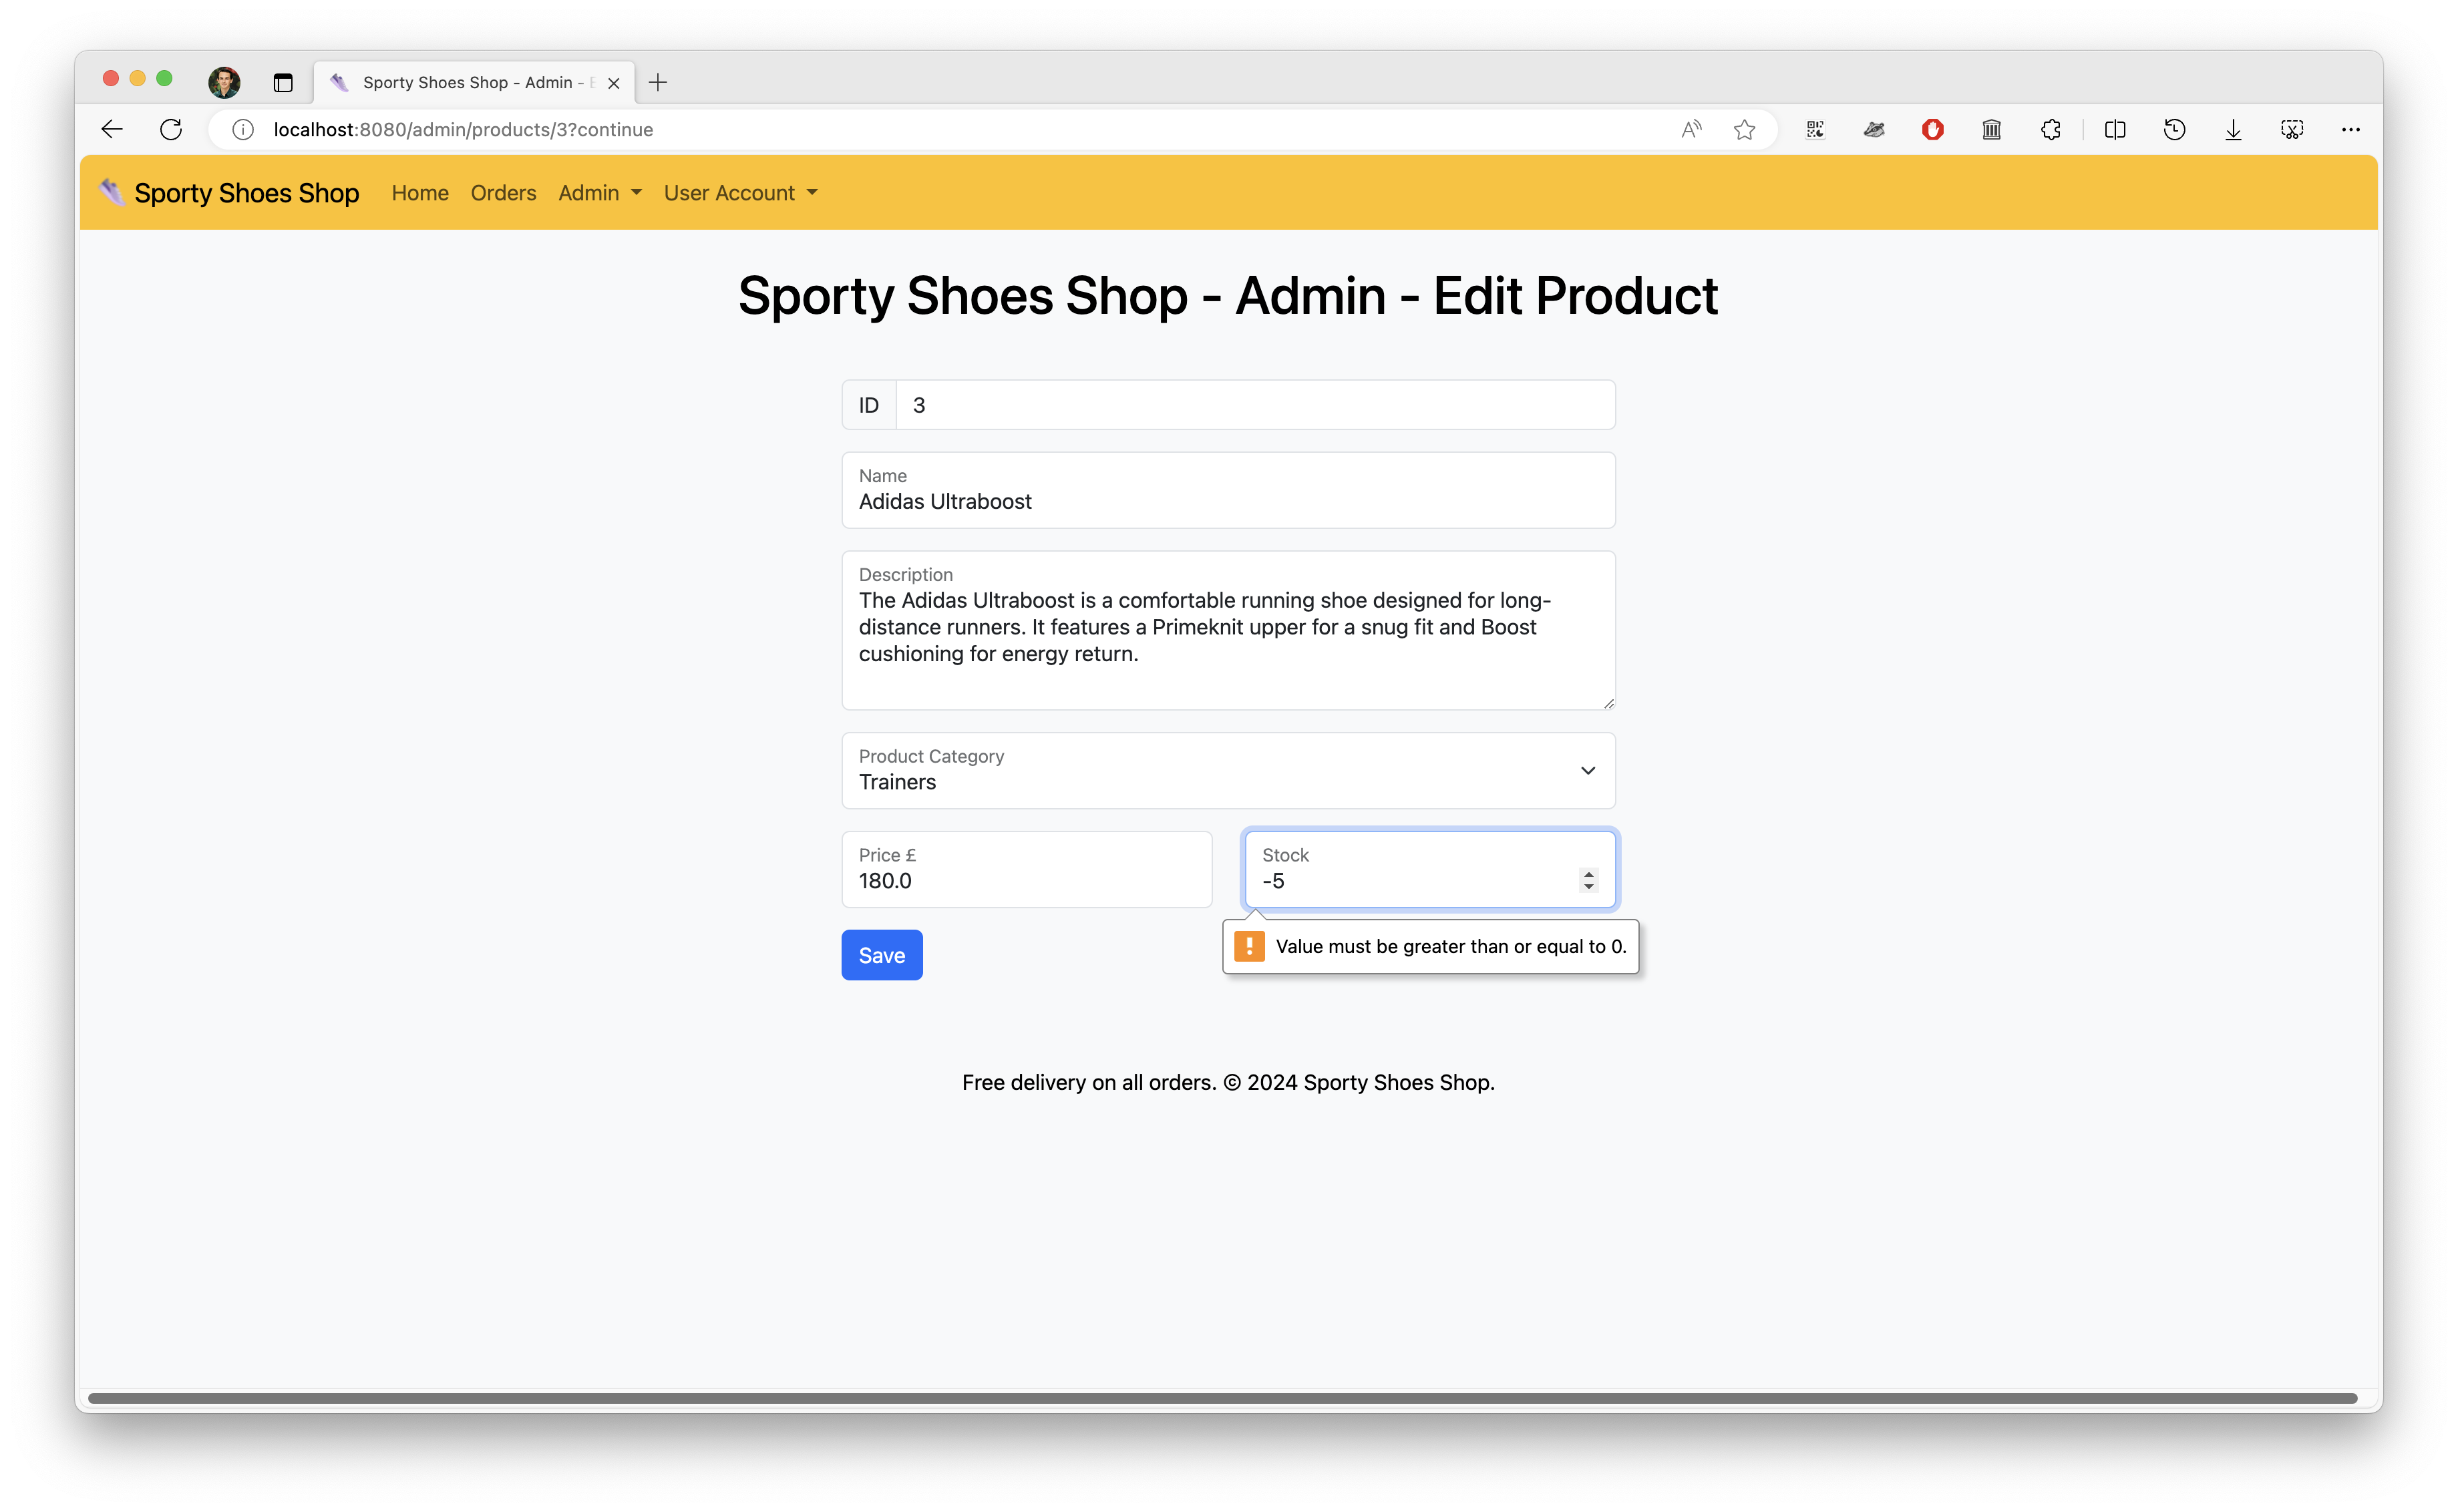 Sporty Shoes Shop - Admin -
localhost:8080/admin/products/3?continue
Sporty Shoes Shop Home Orders Admin User Account
Sporty Shoes Shop - Admin - Edit Product
ID 3
Name
Adidas Ultraboost
Description
The Adidas Ultraboost is a comfortable running shoe designed for long-
distance runners. It features a Primeknit upper for a snug fit and Boost
cushioning for energy return.
Product Category
Trainers
Price £ Stock
180.0 -5
Value must be greater than or equal to 0.
Save
Free delivery on all orders. © 2024 Sporty Shoes Shop.